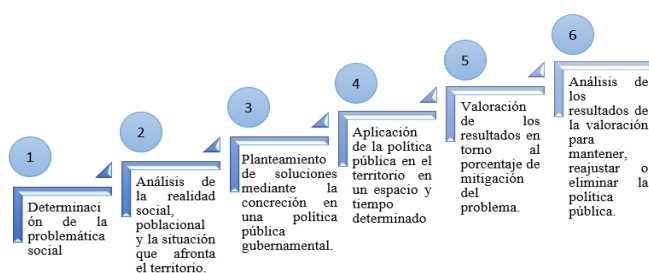 1
Determinaci
ón de la
problemática
social
2
Análisis de
la realidad
social,
poblacional
y la situación
que afronta
el territorio.
3
Planteamiento
de soluciones
mediante la
concreción en
una política
pública
gubernamental.
4
Aplicación
de la política
pública en el
territorio en
un espacio y
tiempo
determinado
5
Valoración
de los
resultados en
torno al
porcentaje de
mitigación
del
problema.
6
Análisis de
los
resultados de
la valoración
para
mantener,
reajustar o
eliminar la
política
pública.